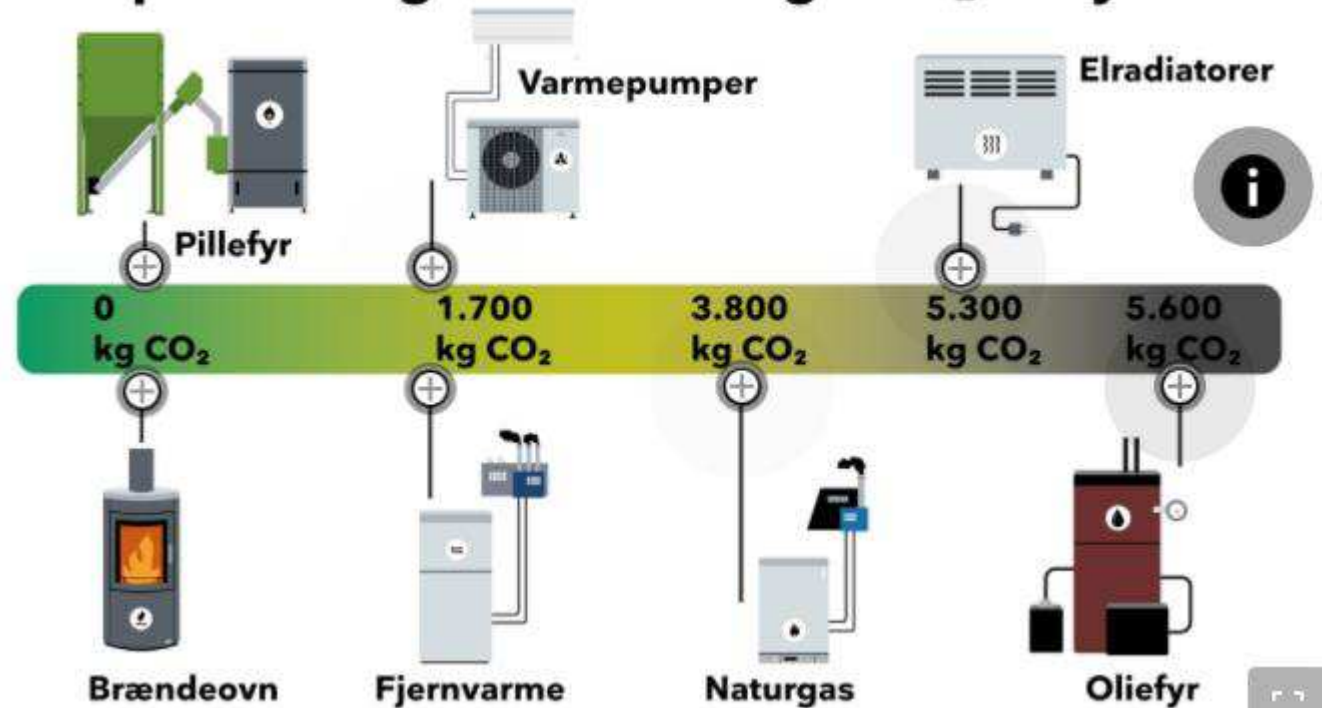 Pillefyr
Varmepumper
Elradiatorer
i
0
kg CO₂
1.700
kg CO₂
3.800
kg CO₂
5.300
kg CO₂
5.600
kg CO₂
Brændeovn
Fjernvarme
Naturgas
Oliefyr